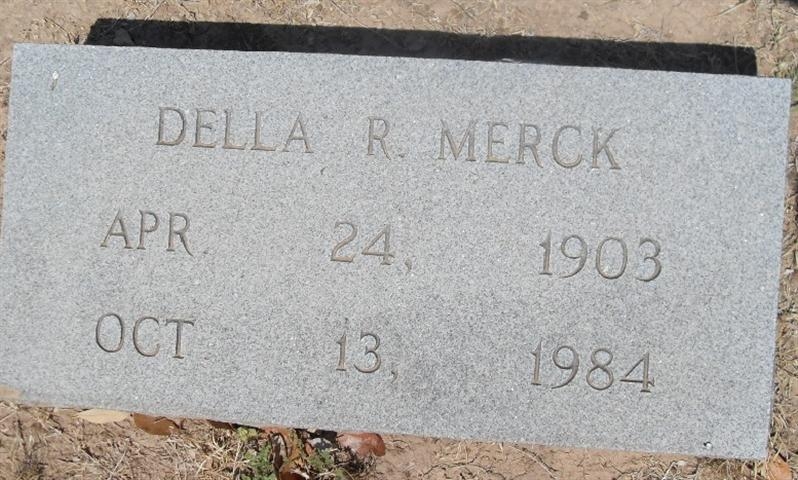 DELLA R. MERCK
APR 24, 1903
OCT 13, 1984